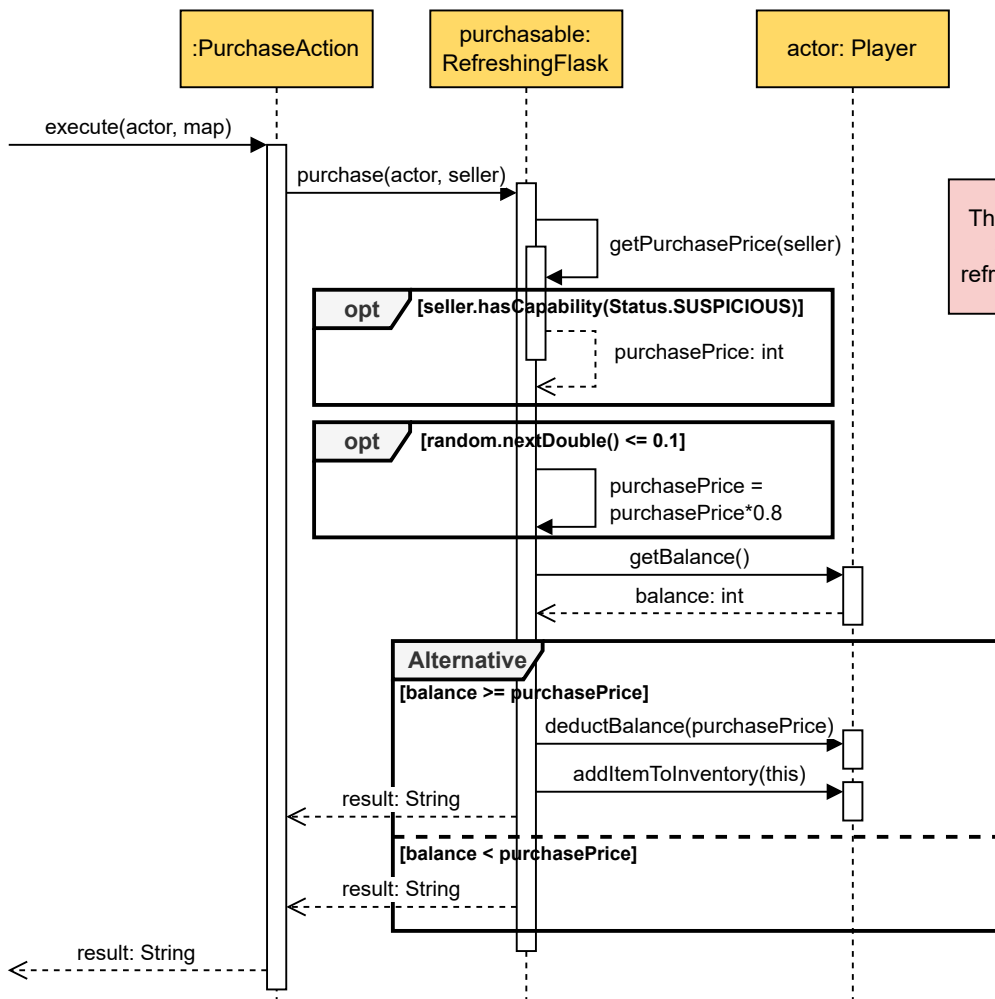 :PurchaseAction
purchasable:
RefreshingFlask
actor: Player
execute(actor, map)
purchase(actor, seller)
getPurchasePrice(seller)
Th
refr
opt
[seller.hasCapability(Status.SUSPICIOUS)]
purchasePrice: int
opt
[random.nextDouble() <= 0.1]
purchasePrice =
purchasePrice*0.8
getBalance()
balance: int
Alternative
[balance >= purchasePrice]
deductBalance(purchasePrice)
addItemToInventory(this)
result: String
[balance < purchasePrice]
result: String
result: String